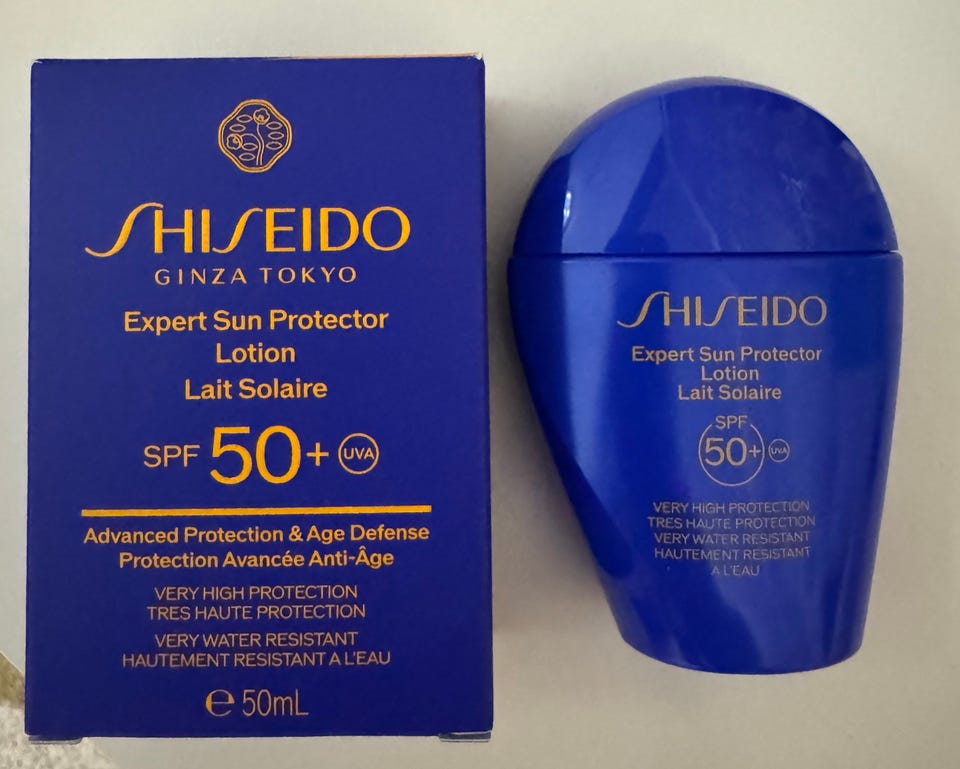 SHISEIDO
GINZA TOKYO
Expert Sun Protector
Lotion
Lait Solaire
SPF 50+ UVA
Advanced Protection & Age Defense
Protection Avancée Anti-Âge
VERY HIGH PROTECTION
TRES HAUTE PROTECTION
VERY WATER RESISTANT
HAUTEMENT RESISTANT A L'EAU
℮ 50mL
SHISEIDO
Expert Sun Protector
Lotion
Lait Solaire
SPF
50+ UVA
VERY HIGH PROTECTION
TRES HAUTE PROTECTION
VERY WATER RESISTANT
HAUTEMENT RESISTANT
A L'EAU